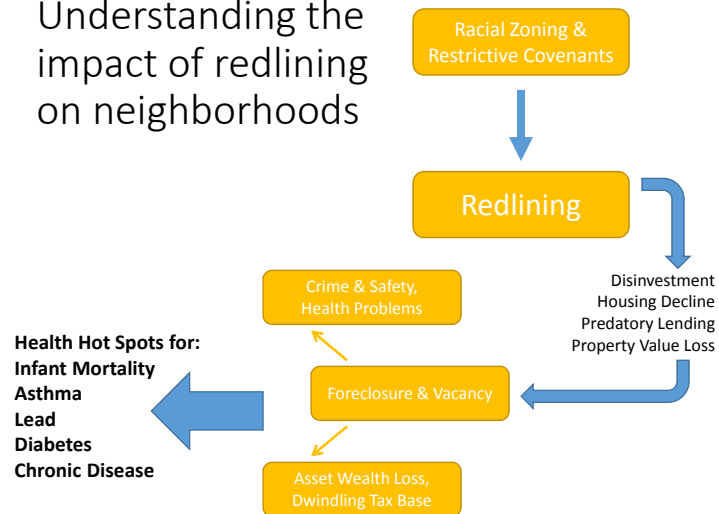 Understanding the
impact of redlining
on neighborhoods
Racial Zoning &
Restrictive Covenants
Redlining
Disinvestment
Housing Decline
Predatory Lending
Property Value Loss
Crime & Safety,
Health Problems
Foreclosure & Vacancy
Asset Wealth Loss,
Dwindling Tax Base
Health Hot Spots for:
Infant Mortality
Asthma
Lead
Diabetes
Chronic Disease